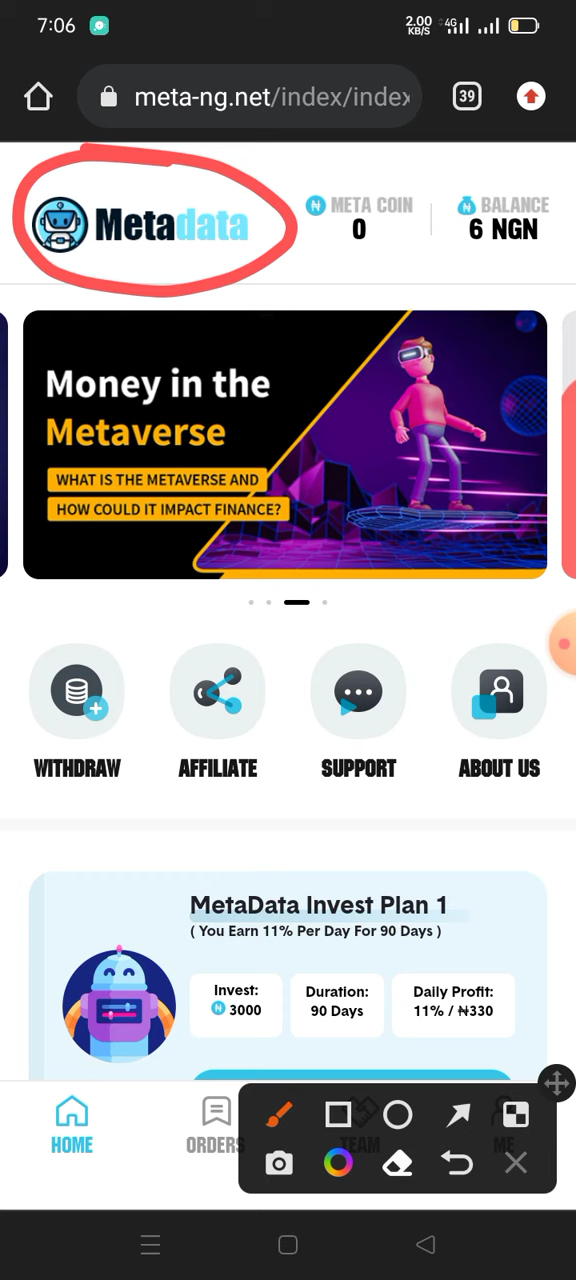 7:06
2.00
KB/S
4G
meta-ng.net/index/index
39
Metadata
META COIN
0
BALANCE
6 NGN
Money in the
Metaverse
WHAT IS THE METAVERSE AND
HOW COULD IT IMPACT FINANCE?
WITHDRAW
AFFILIATE
SUPPORT
ABOUT US
MetaData Invest Plan 1
( You Earn 11% Per Day For 90 Days )
Invest:
3000
Duration:
90 Days
Daily Profit:
11% / ₦330
HOME
ORDERS
TEAM
ME